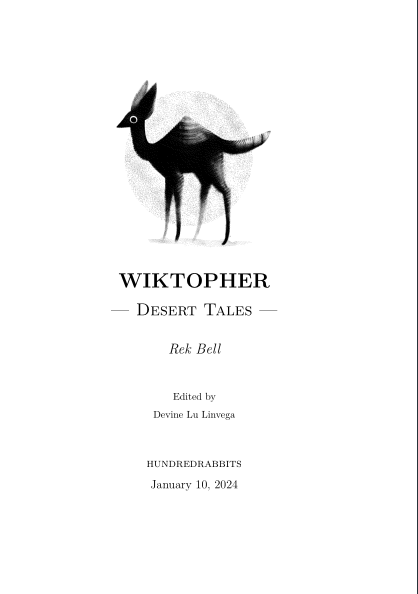 WIKTOPHER
— Desert Tales —
Rek Bell
Edited by
Devine Lu Linvega
HUNDREDRABBITS
January 10, 2024